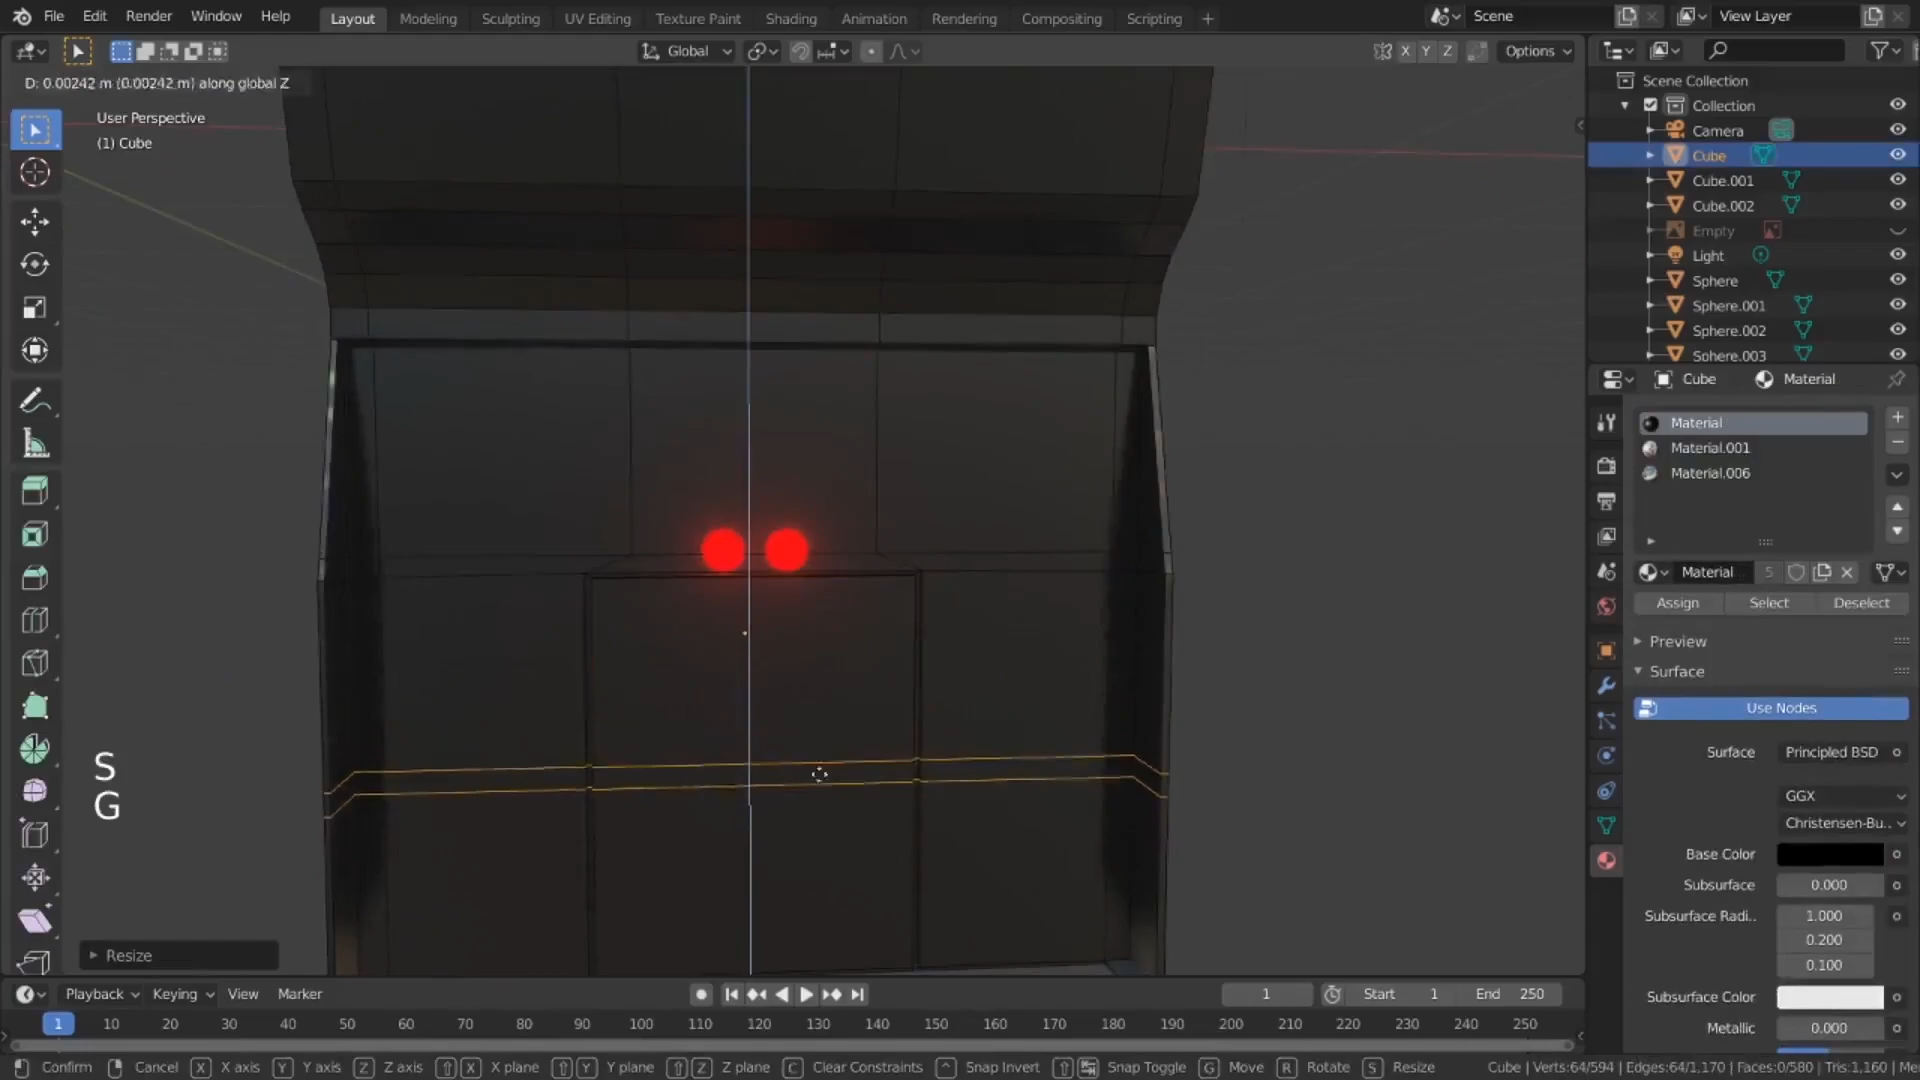 File Edit Render Window Help Layout Modeling Sculpting UV Editing Texture Paint Shading Animation Rendering Compositing Scripting + Scene View Layer
Global X Y Z Options
D: 0.00242 m (0.00242 m) along global Z
User Perspective
(1) Cube
Scene Collection
Collection
Camera
Cube
Cube.001
Cube.002
Empty
Light
Sphere
Sphere.001
Sphere.002
Sphere.003
Cube Material
Material
Material.001
Material.006
Material 5
Assign Select Deselect
Preview
Surface
Use Nodes
Surface Principled BSD
GGX
Christensen-Bu..
Base Color
Subsurface 0.000
Subsurface Radi.. 1.000
0.200
0.100
Subsurface Color
Metallic 0.000
S
G
Resize
Playback Keying View Marker 1 Start 1 End 250
1 10 20 30 40 50 60 70 80 90 100 110 120 130 140 150 160 170 180 190 200 210 220 230 240 250
Confirm Cancel X X axis Y Y axis Z Z axis X X plane Y Y plane Z Z plane C Clear Constraints Snap Invert Snap Toggle G Move R Rotate S Resize Cube | Verts:64/594 | Edges:64/1,170 | Faces:0/580 | Tris:1,160 | Me